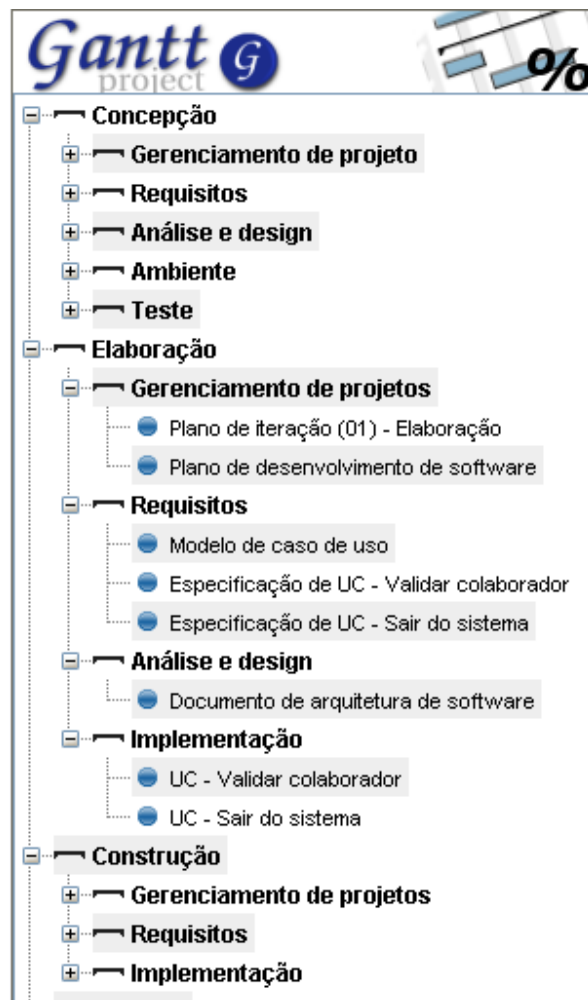 Gantt G
project
%
Concepção
Gerenciamento de projeto
Requisitos
Análise e design
Ambiente
Teste
Elaboração
Gerenciamento de projetos
Plano de iteração (01) - Elaboração
Plano de desenvolvimento de software
Requisitos
Modelo de caso de uso
Especificação de UC - Validar colaborador
Especificação de UC - Sair do sistema
Análise e design
Documento de arquitetura de software
Implementação
UC - Validar colaborador
UC - Sair do sistema
Construção
Gerenciamento de projetos
Requisitos
Implementação